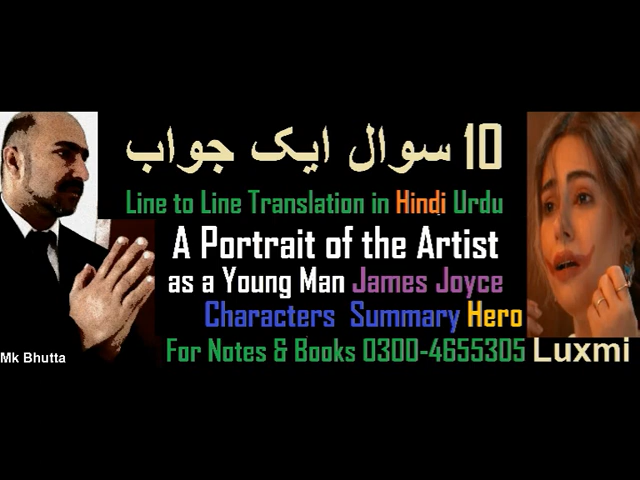 10 سوال ایک جواب
Line to Line Translation in Hindi Urdu
A Portrait of the Artist
as a Young Man James Joyce
Characters Summary Hero
For Notes & Books 0300-4655305
Mk Bhutta
Luxmi